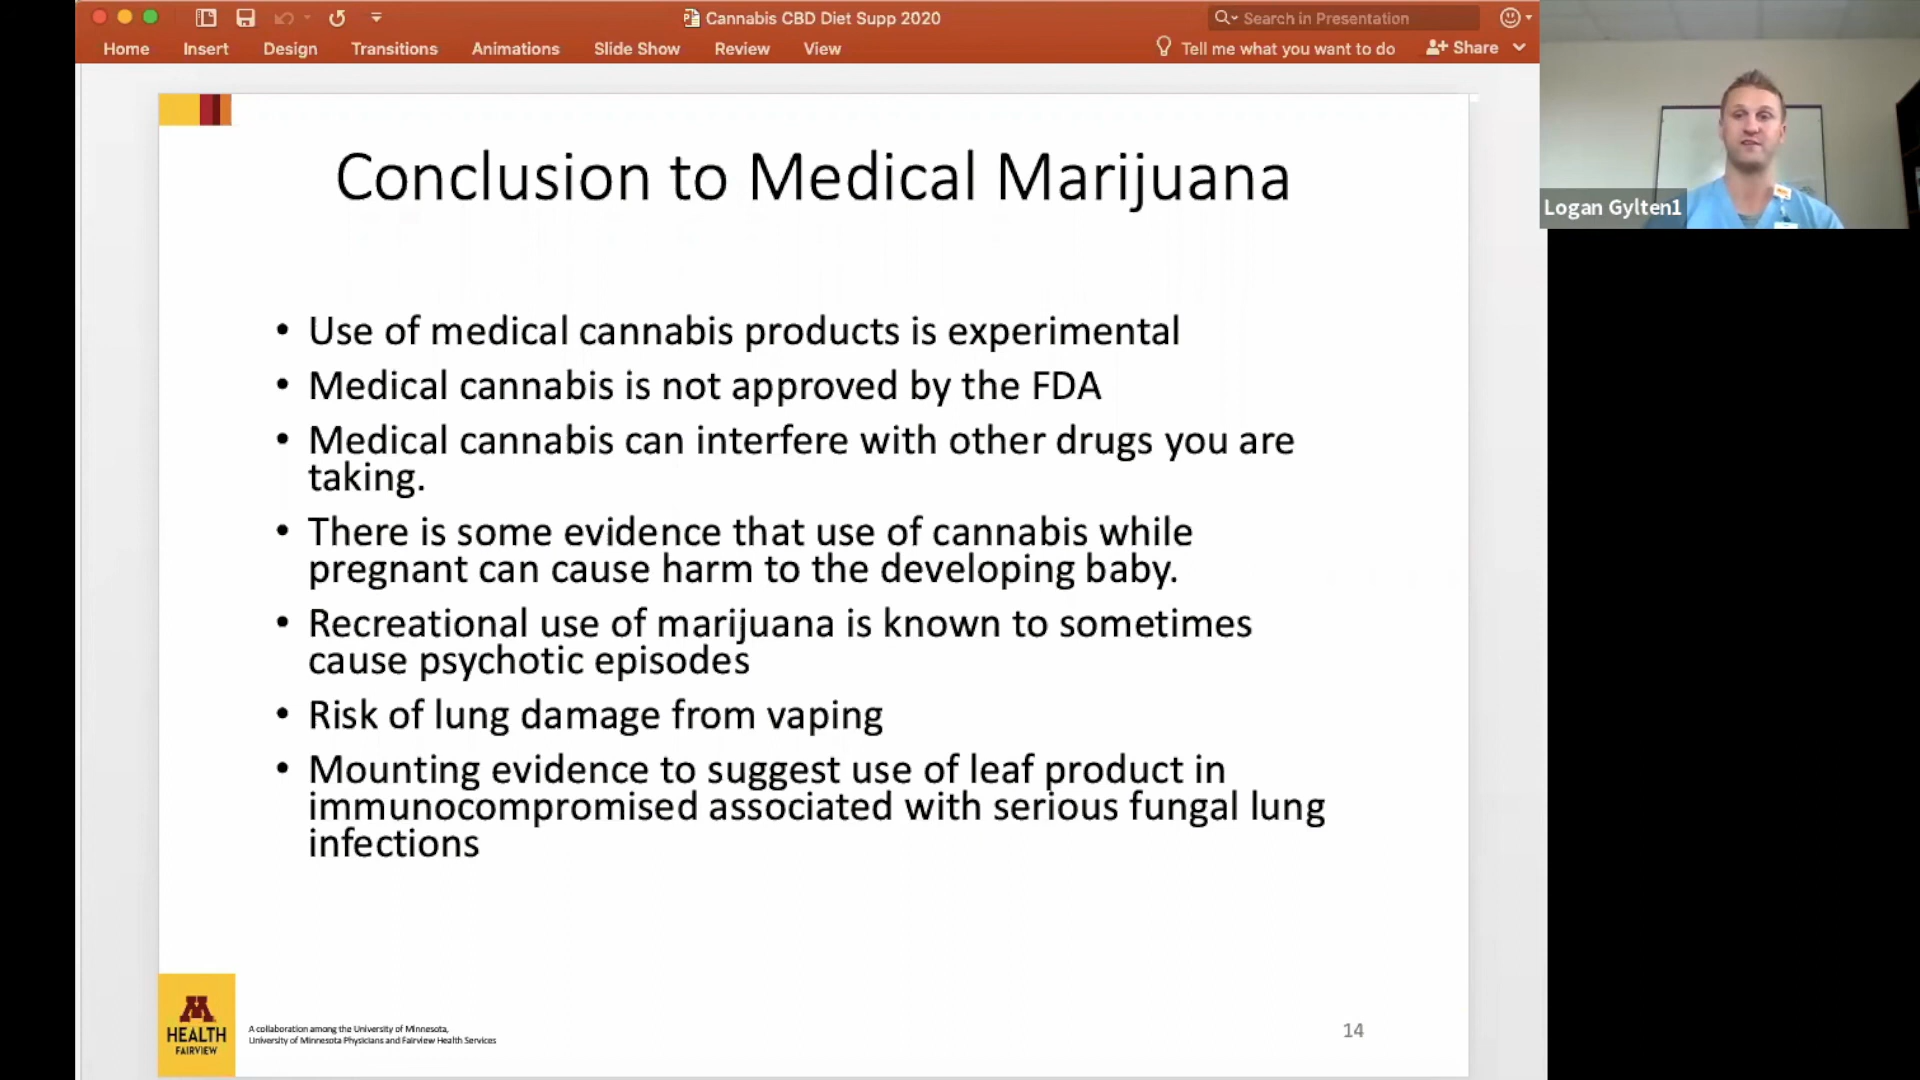 Cannabis CBD Diet Supp 2020
Search in Presentation
Home Insert Design Transitions Animations Slide Show Review View
Tell me what you want to do
Share
Logan Gylten1
Conclusion to Medical Marijuana
• Use of medical cannabis products is experimental
• Medical cannabis is not approved by the FDA
• Medical cannabis can interfere with other drugs you are
taking.
• There is some evidence that use of cannabis while
pregnant can cause harm to the developing baby.
• Recreational use of marijuana is known to sometimes
cause psychotic episodes
• Risk of lung damage from vaping
• Mounting evidence to suggest use of leaf product in
immunocompromised associated with serious fungal lung
infections
M
HEALTH
FAIRVIEW
A collaboration among the University of Minnesota,
University of Minnesota Physicians and Fairview Health Services
14